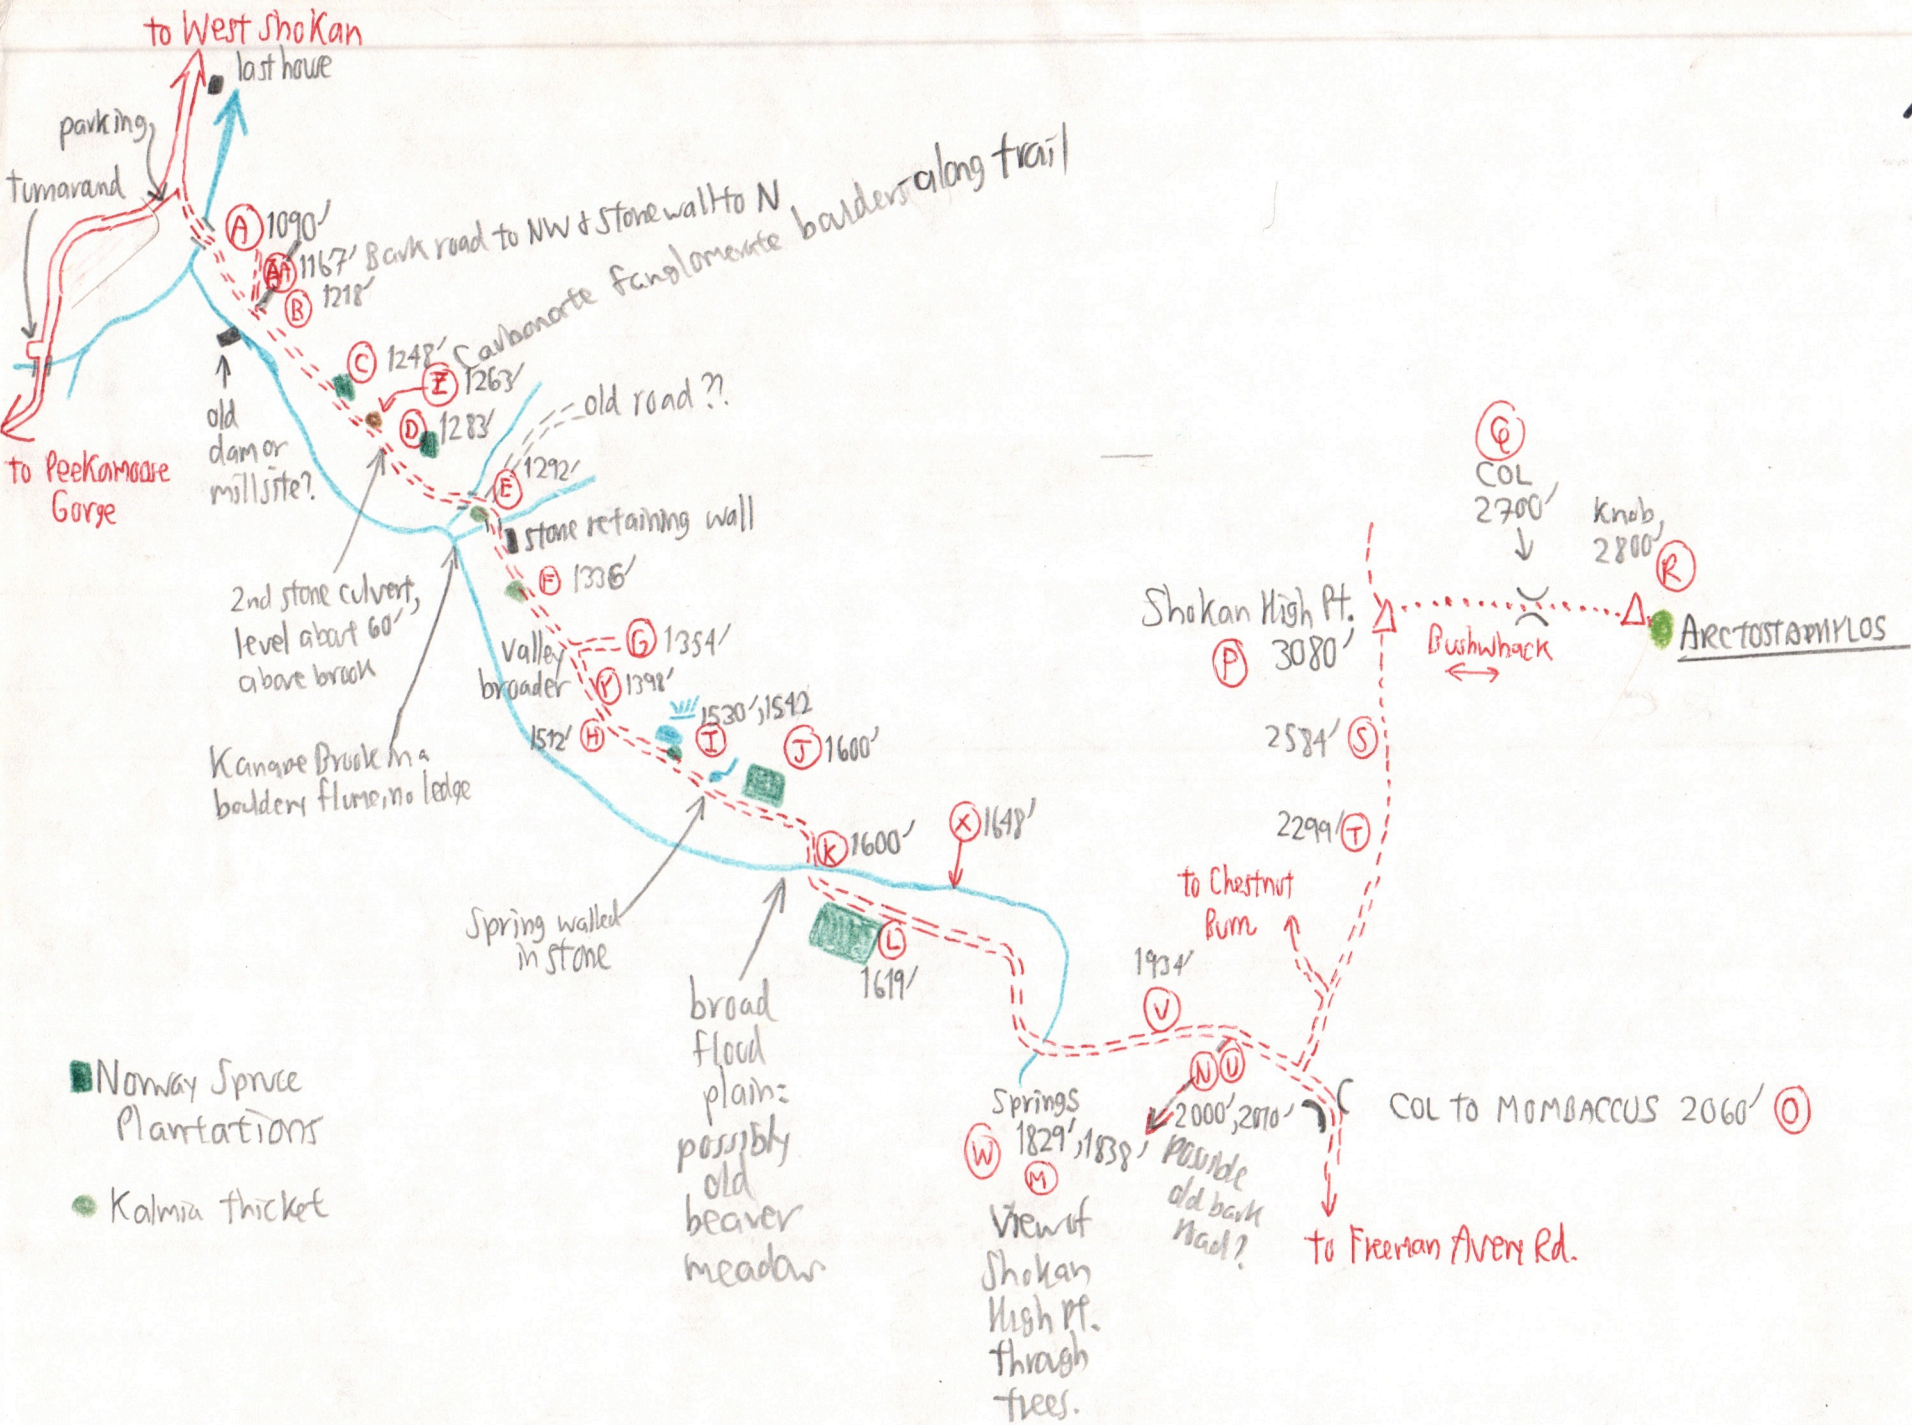 to West Shokan
last house
parking
turnaround
A 1090'
AA 1167' Bark road to NW & stone wall to N
B 1218'
C 1248' Carbonate fanglomerate boulders along trail
Z 1263'
D 1283'
old road ??
old
dam or
millsite?
to Peekamoose
Gorge
E 1292'
stone retaining wall
2nd stone culvert,
level about 60'
above brook
F 1336'
G 1354'
Valley
broader
Y 1398'
1512' H
I 1530', 1542
J 1600'
Kanape Brook in a
bouldery flume, no ledge
K 1600'
X 1648'
Spring walled
in stone
L
1619'
broad
flood
plain:
possibly
old
beaver
meadow
Q
COL
2700'
Knob,
2800'
R
Shokan High Pt.
P 3080'
Bushwhack
ARCTOSTAPHYLOS
2584' S
2299' T
to Chestnut
Burn
1934'
V
N U
2000', 2010'
Possible
old bark
road?
COL TO MOMBACCUS 2060' O
to Freeman Avery Rd.
Springs
W 1829', 1838'
M
View of
Shokan
High Pt.
through
trees.
Norway Spruce
Plantations
Kalmia thicket